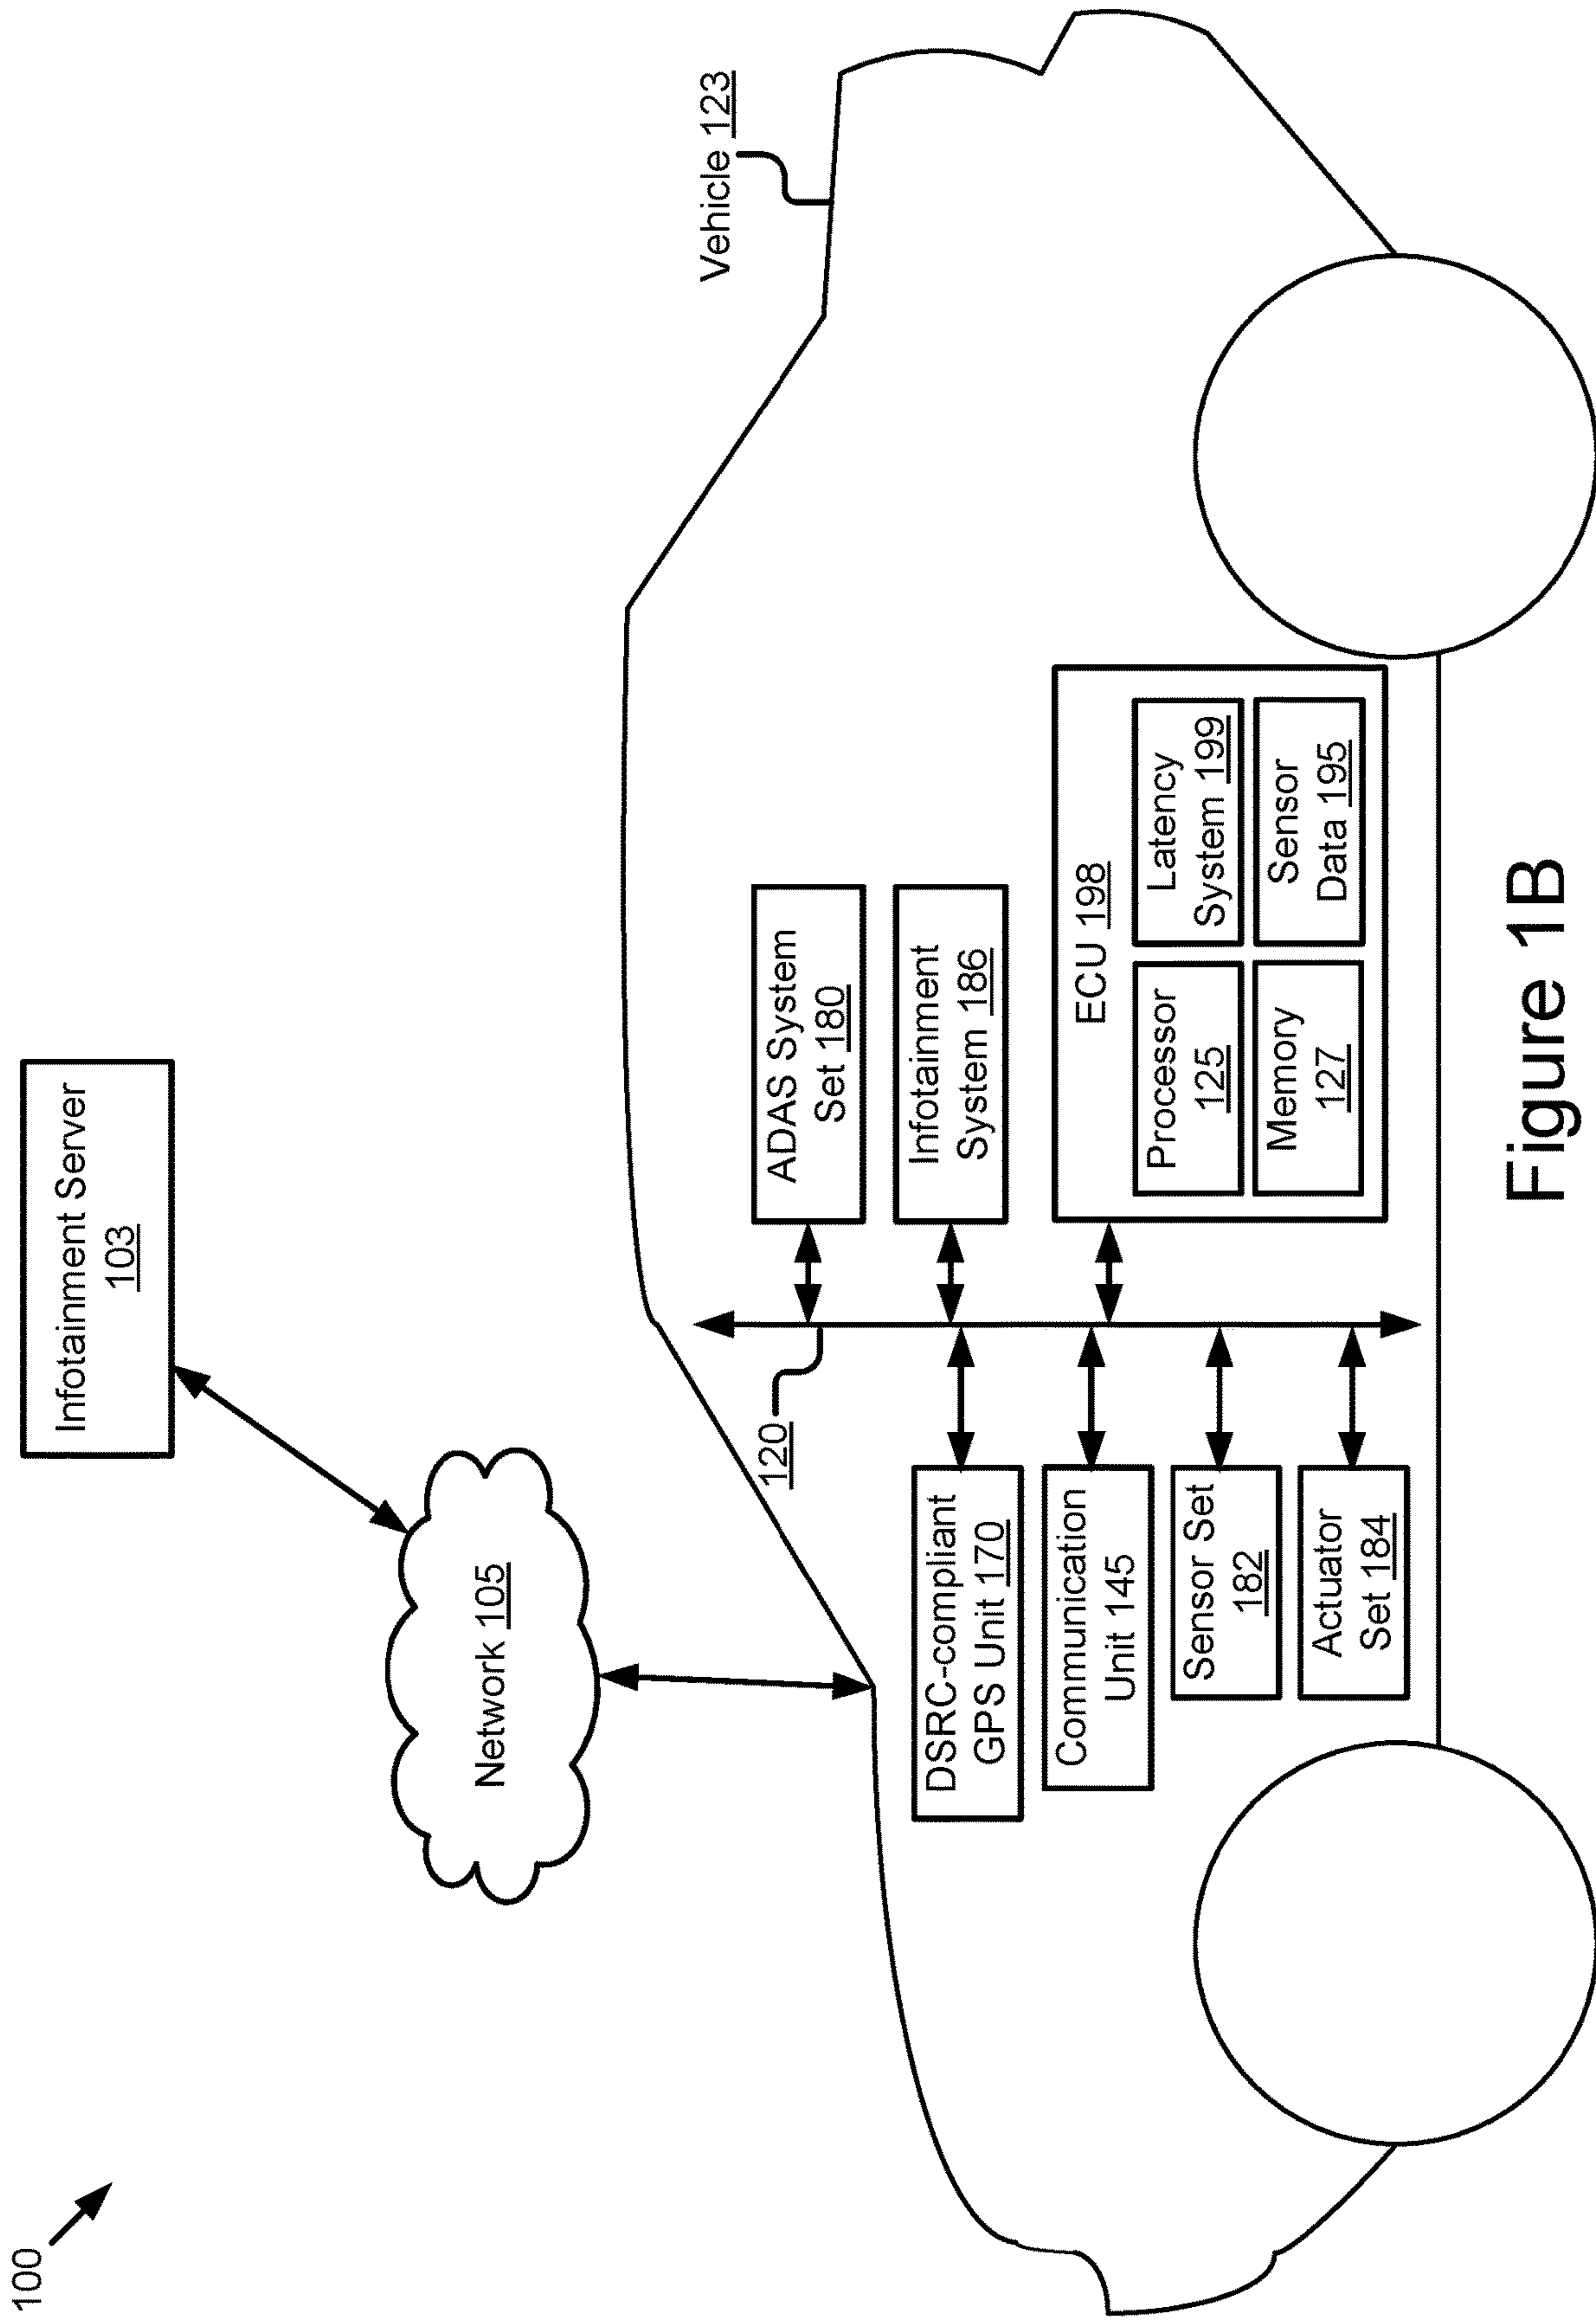 100
Infotainment Server
103
Network 105
Vehicle 123
120
ADAS System
Set 180
DSRC-compliant
GPS Unit 170
Infotainment
System 186
Communication
Unit 145
ECU 198
Processor
125
Latency
System 199
Sensor Set
182
Memory
127
Sensor
Data 195
Actuator
Set 184
Figure 1B